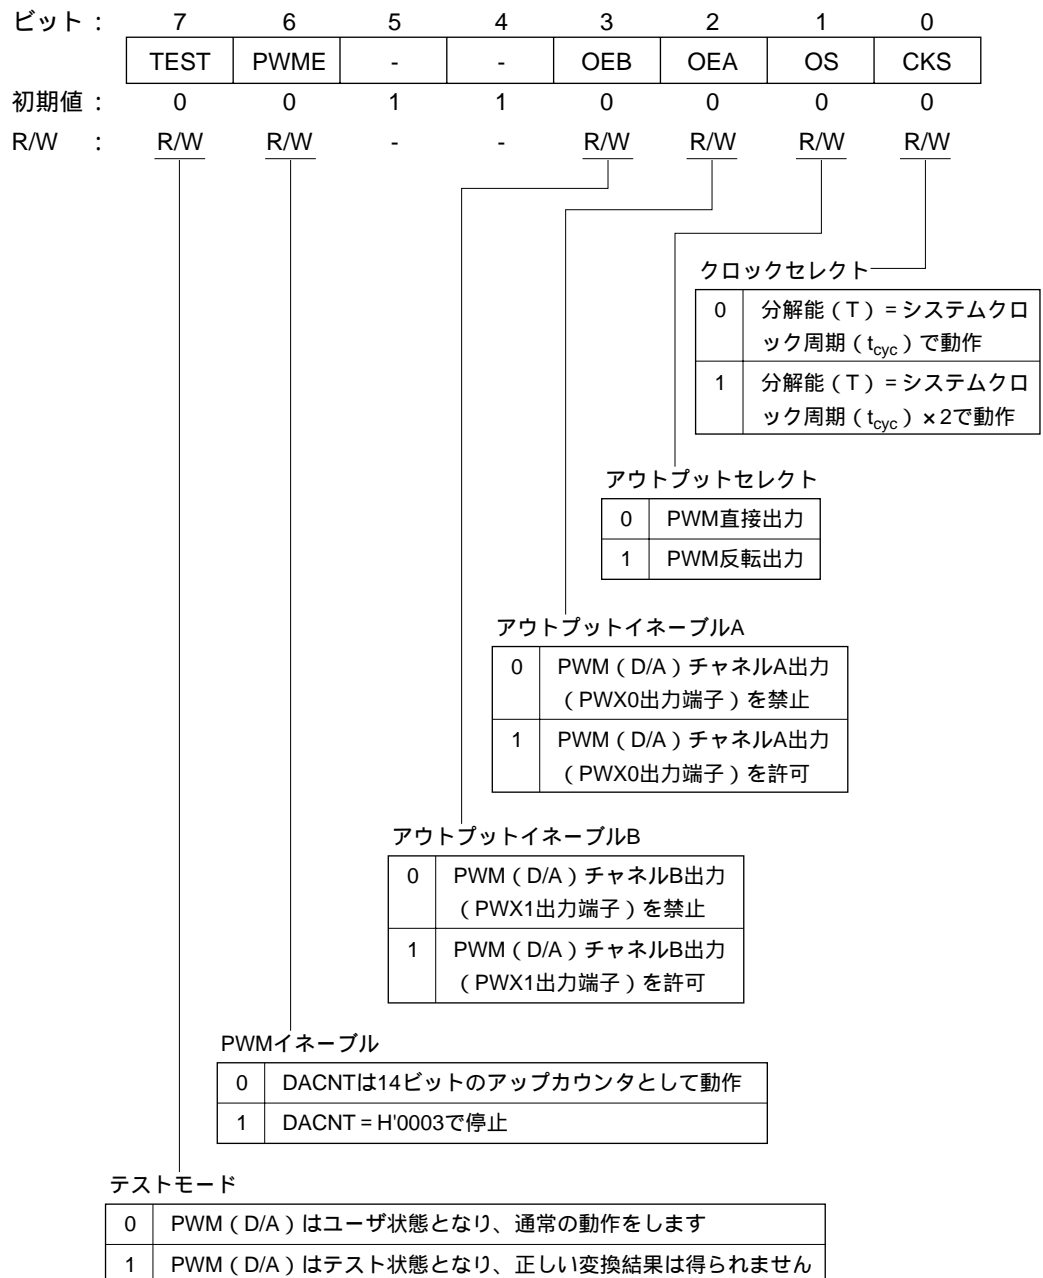 ビット : 7 6 5 4 3 2 1 0
TEST PWME - - OEB OEA OS CKS
初期値 : 0 0 1 1 0 0 0 0
R/W : R/W R/W - - R/W R/W R/W R/W
クロックセレクト
0 分解能（T）= システムクロ
ック周期（tcyc）で動作
1 分解能（T）= システムクロ
ック周期（tcyc）×2で動作
アウトプットセレクト
0 PWM直接出力
1 PWM反転出力
アウトプットイネーブルA
0 PWM（D/A）チャネルA出力
（PWX0出力端子）を禁止
1 PWM（D/A）チャネルA出力
（PWX0出力端子）を許可
アウトプットイネーブルB
0 PWM（D/A）チャネルB出力
（PWX1出力端子）を禁止
1 PWM（D/A）チャネルB出力
（PWX1出力端子）を許可
PWMイネーブル
0 DACNTは14ビットのアップカウンタとして動作
1 DACNT = H'0003で停止
テストモード
0 PWM（D/A）はユーザ状態となり、通常の動作をします
1 PWM（D/A）はテスト状態となり、正しい変換結果は得られません